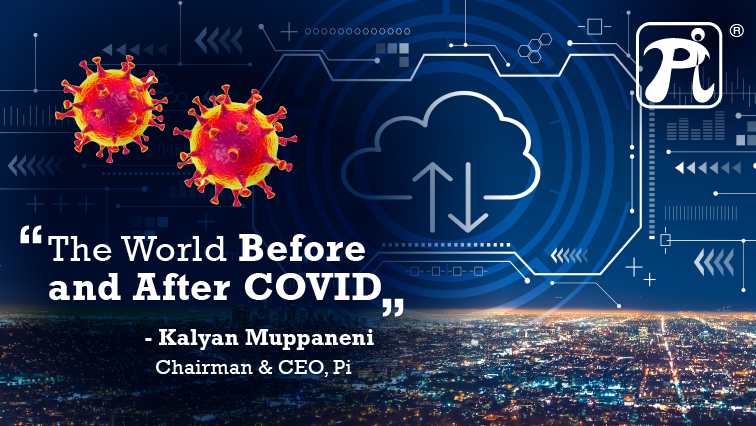 Pi®
“The World Before
and After COVID„
- Kalyan Muppaneni
Chairman & CEO, Pi